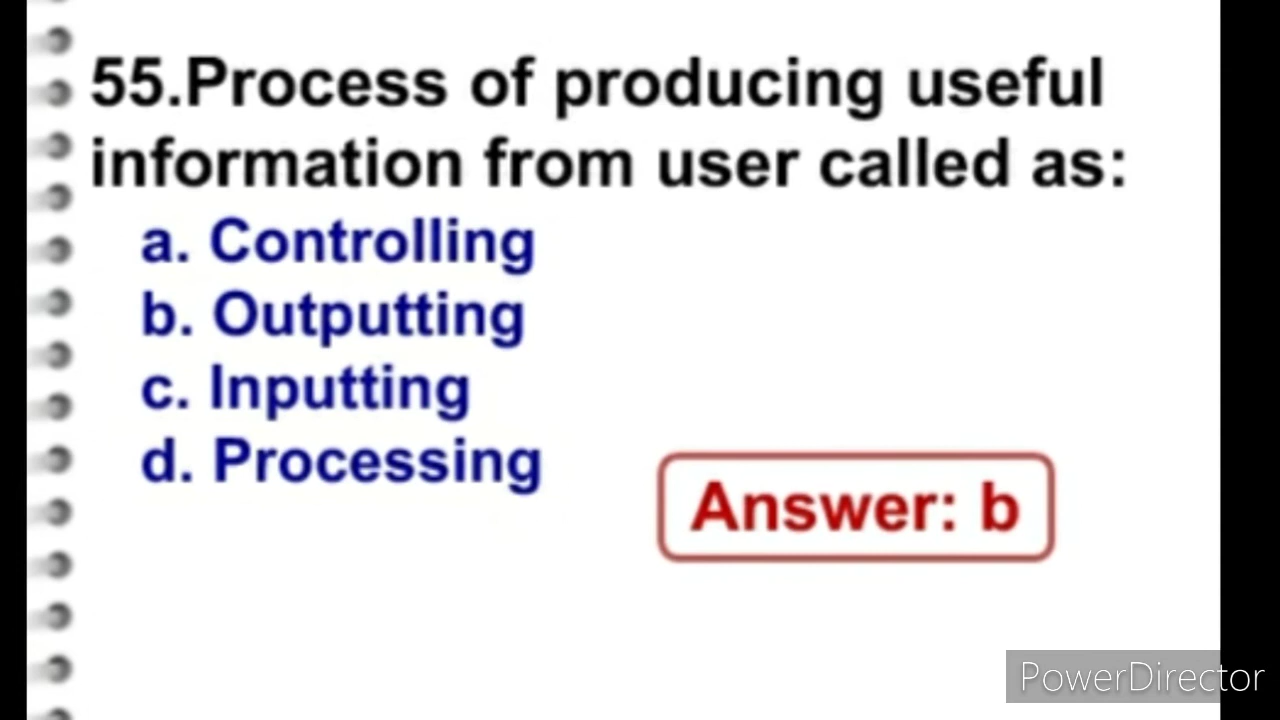 55.Process of producing useful
information from user called as:
a. Controlling
b. Outputting
c. Inputting
d. Processing
Answer: b
PowerDirector